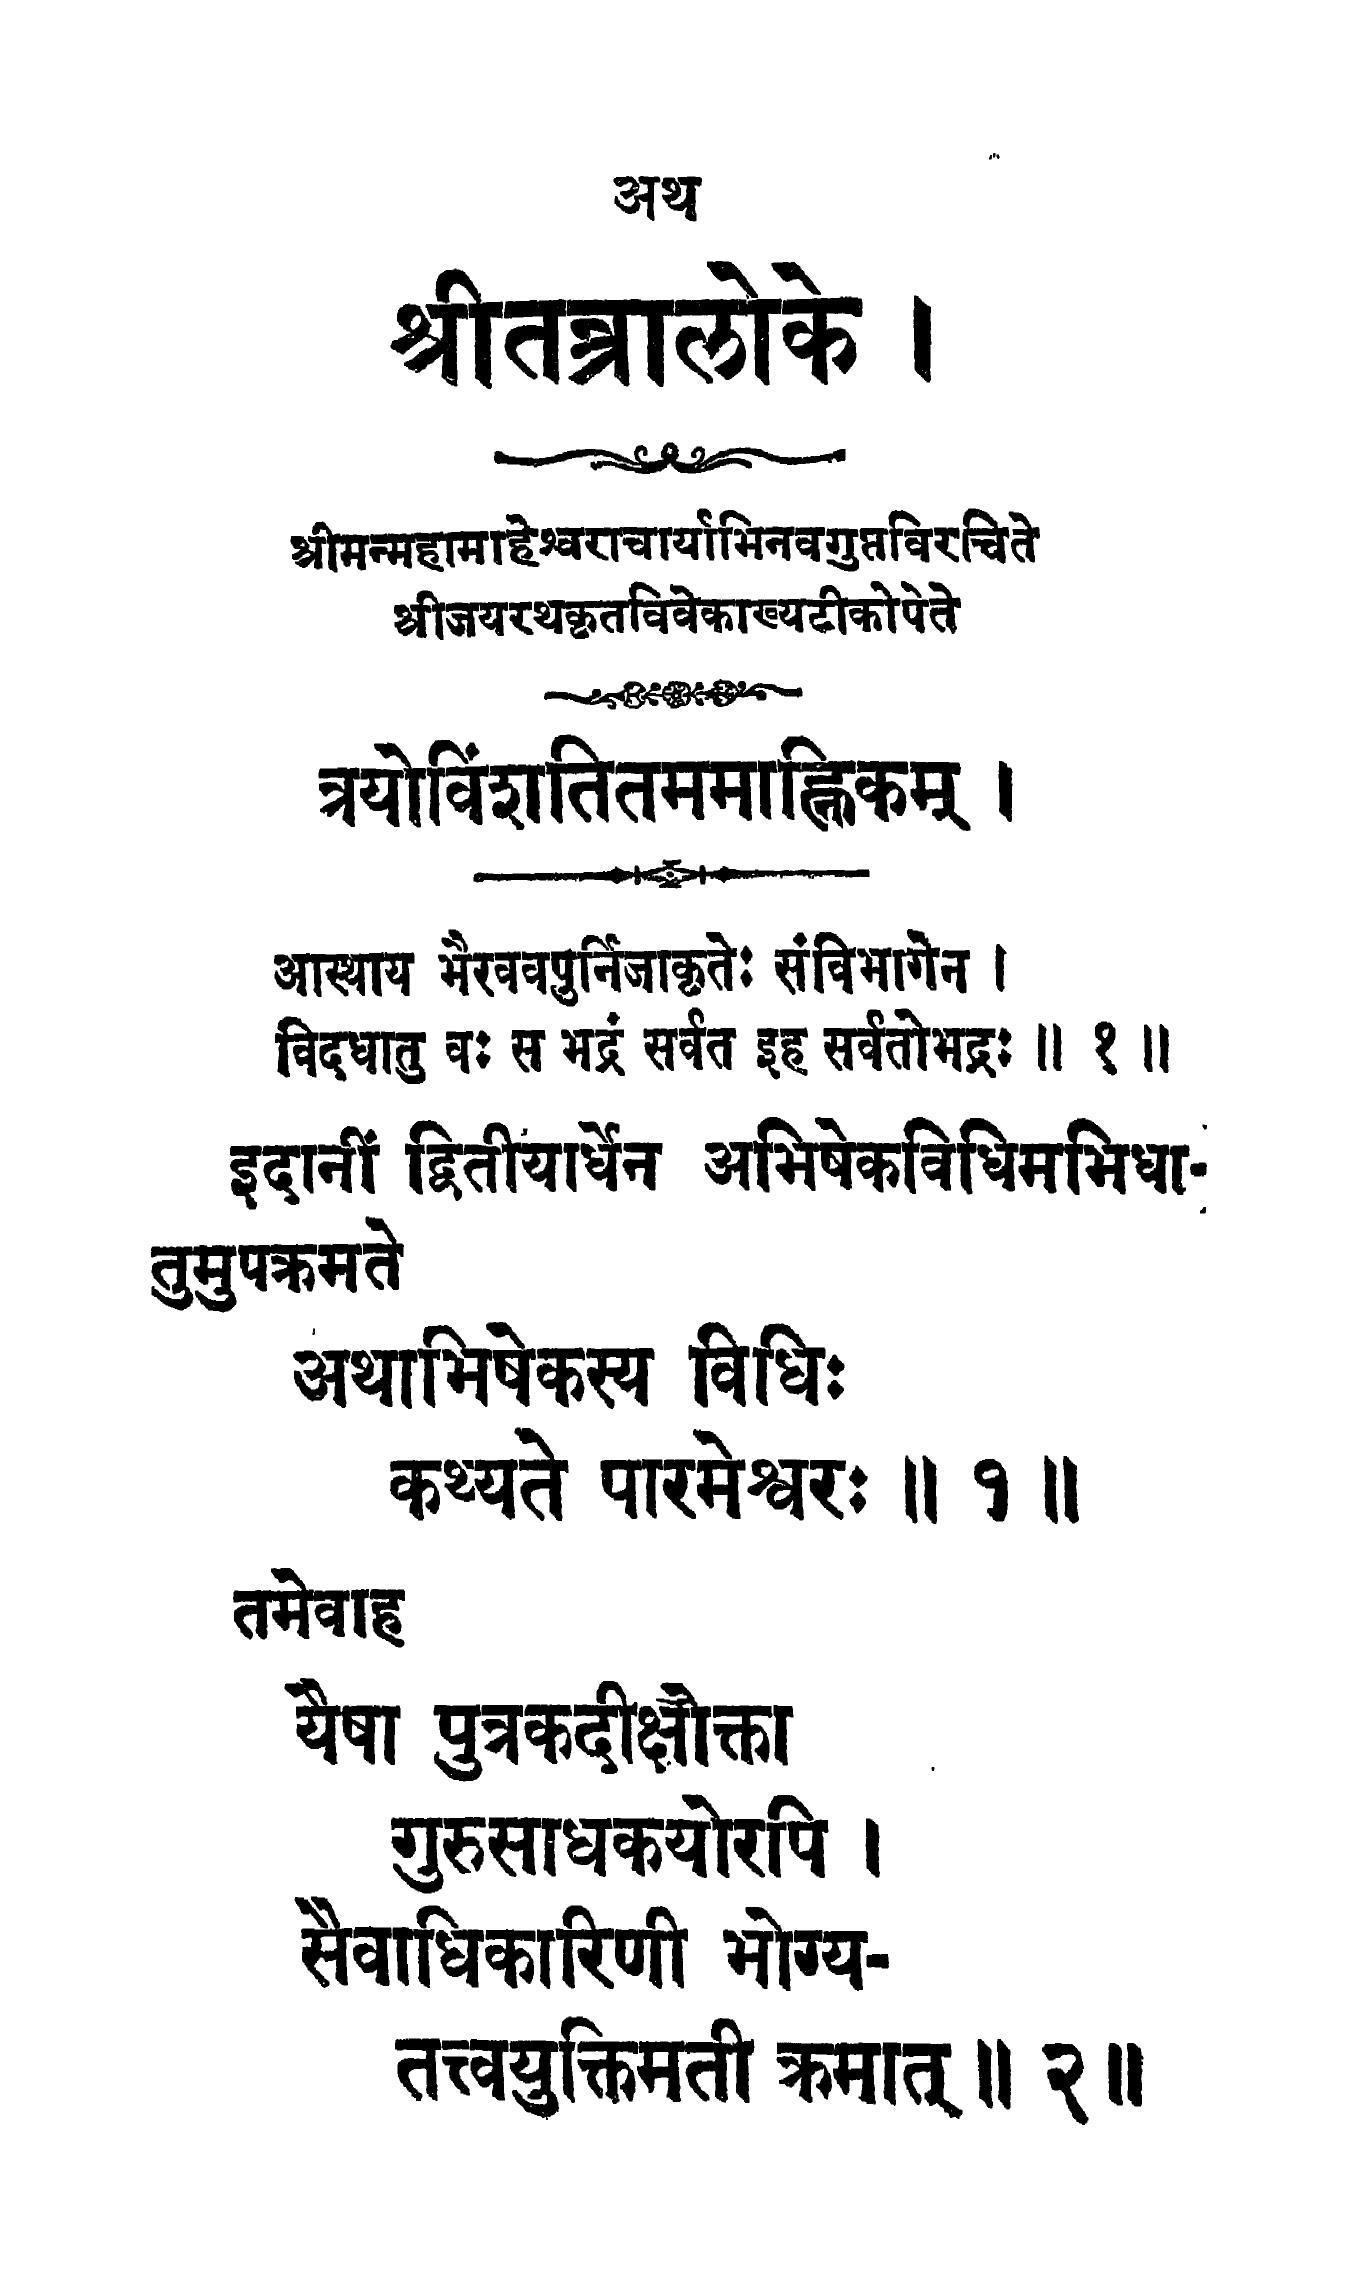 अथ
श्रीतन्त्रालोके ।
श्रीमन्महामाहेश्वराचार्याभिनवगुप्तविरचिते
श्रीजयरथकृतविवेकाख्यटीकोपेते
त्रयोविंशतितममाह्निकम् ।
आस्थाय भैरववपुर्निजाकृतेः संविभागेन ।
विदधातु वः स भद्रं सर्वत इह सर्वतोभद्रः ॥ १ ॥
इदानीं द्वितीयार्धेन अभिषेकविधिमभिधा-
तुमुपक्रमते
अथाभिषेकस्य विधिः
कथ्यते पारमेश्वरः ॥ १ ॥
तमेवाह
यैषा पुत्रकदीक्षोक्ता
गुरुसाधकयोरपि ।
सैवाधिकारिणी भोग्य-
तत्त्वयुक्तिमती क्रमात् ॥ २ ॥